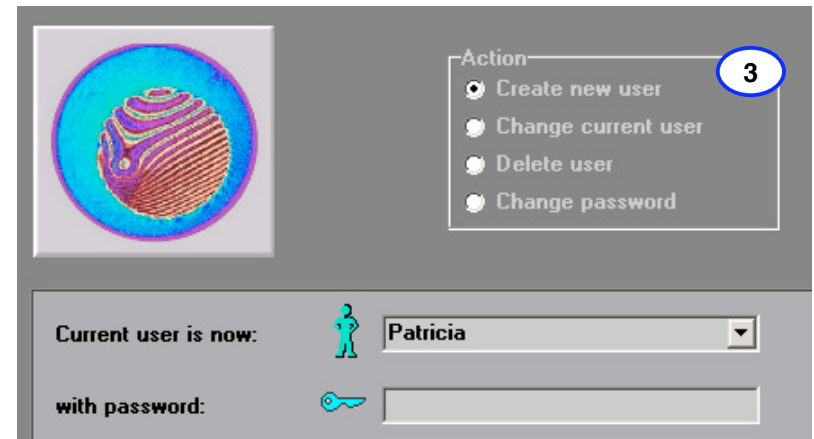 Action
3
Create new user
Change current user
Delete user
Change password
Current user is now:
Patricia
with password: